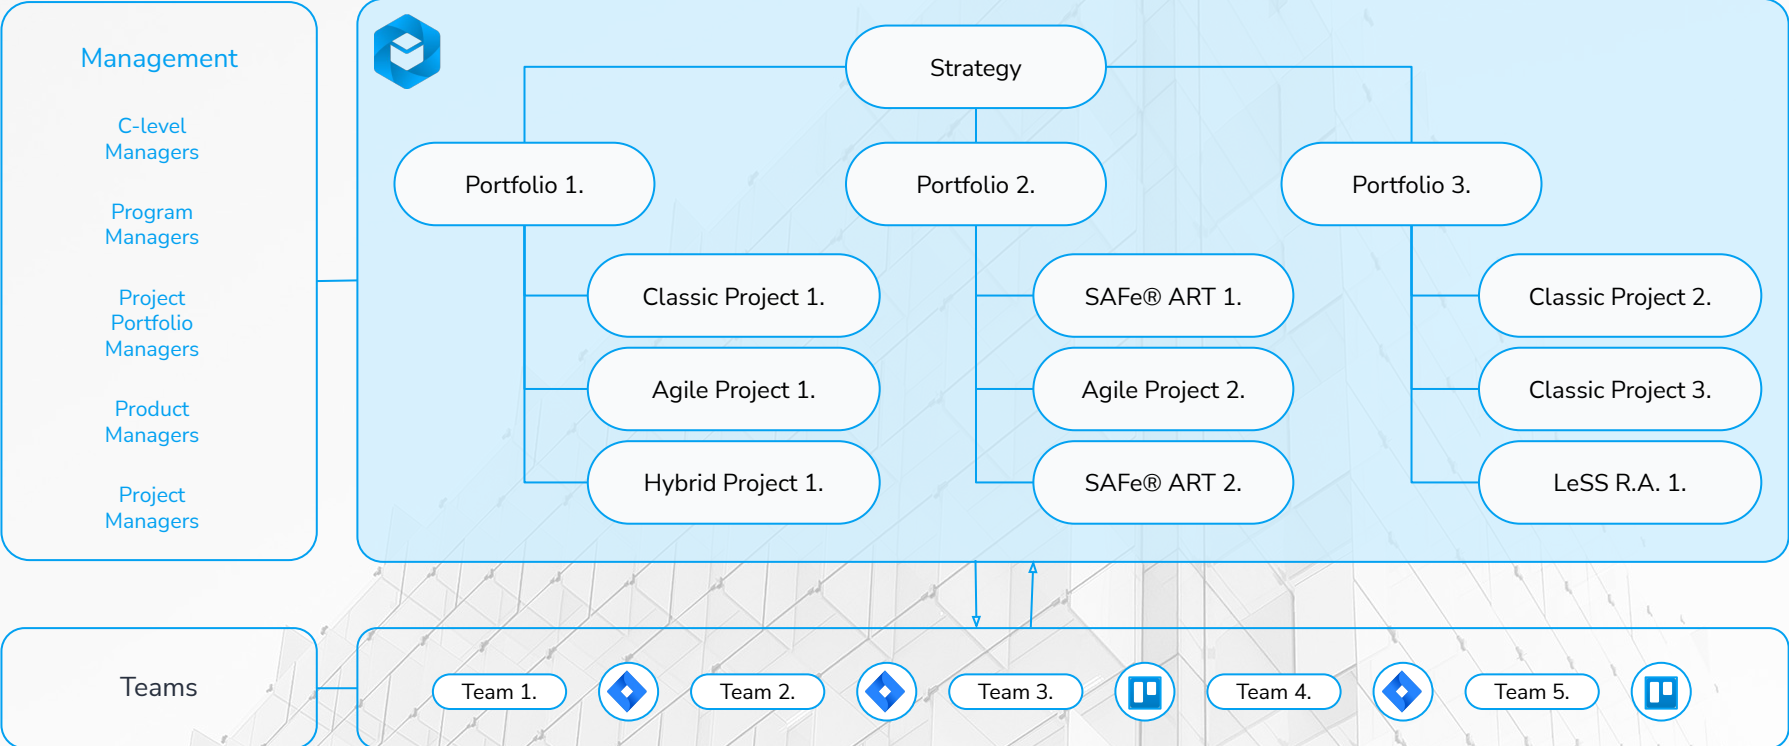 Management
C-level
Managers
Program
Managers
Project
Portfolio
Managers
Product
Managers
Project
Managers
Strategy
Portfolio 1.
Portfolio 2.
Portfolio 3.
Classic Project 1.
SAFe® ART 1.
Classic Project 2.
Agile Project 1.
Agile Project 2.
Classic Project 3.
Hybrid Project 1.
SAFe® ART 2.
LeSS R.A. 1.
Teams
Team 1.
Team 2.
Team 3.
Team 4.
Team 5.